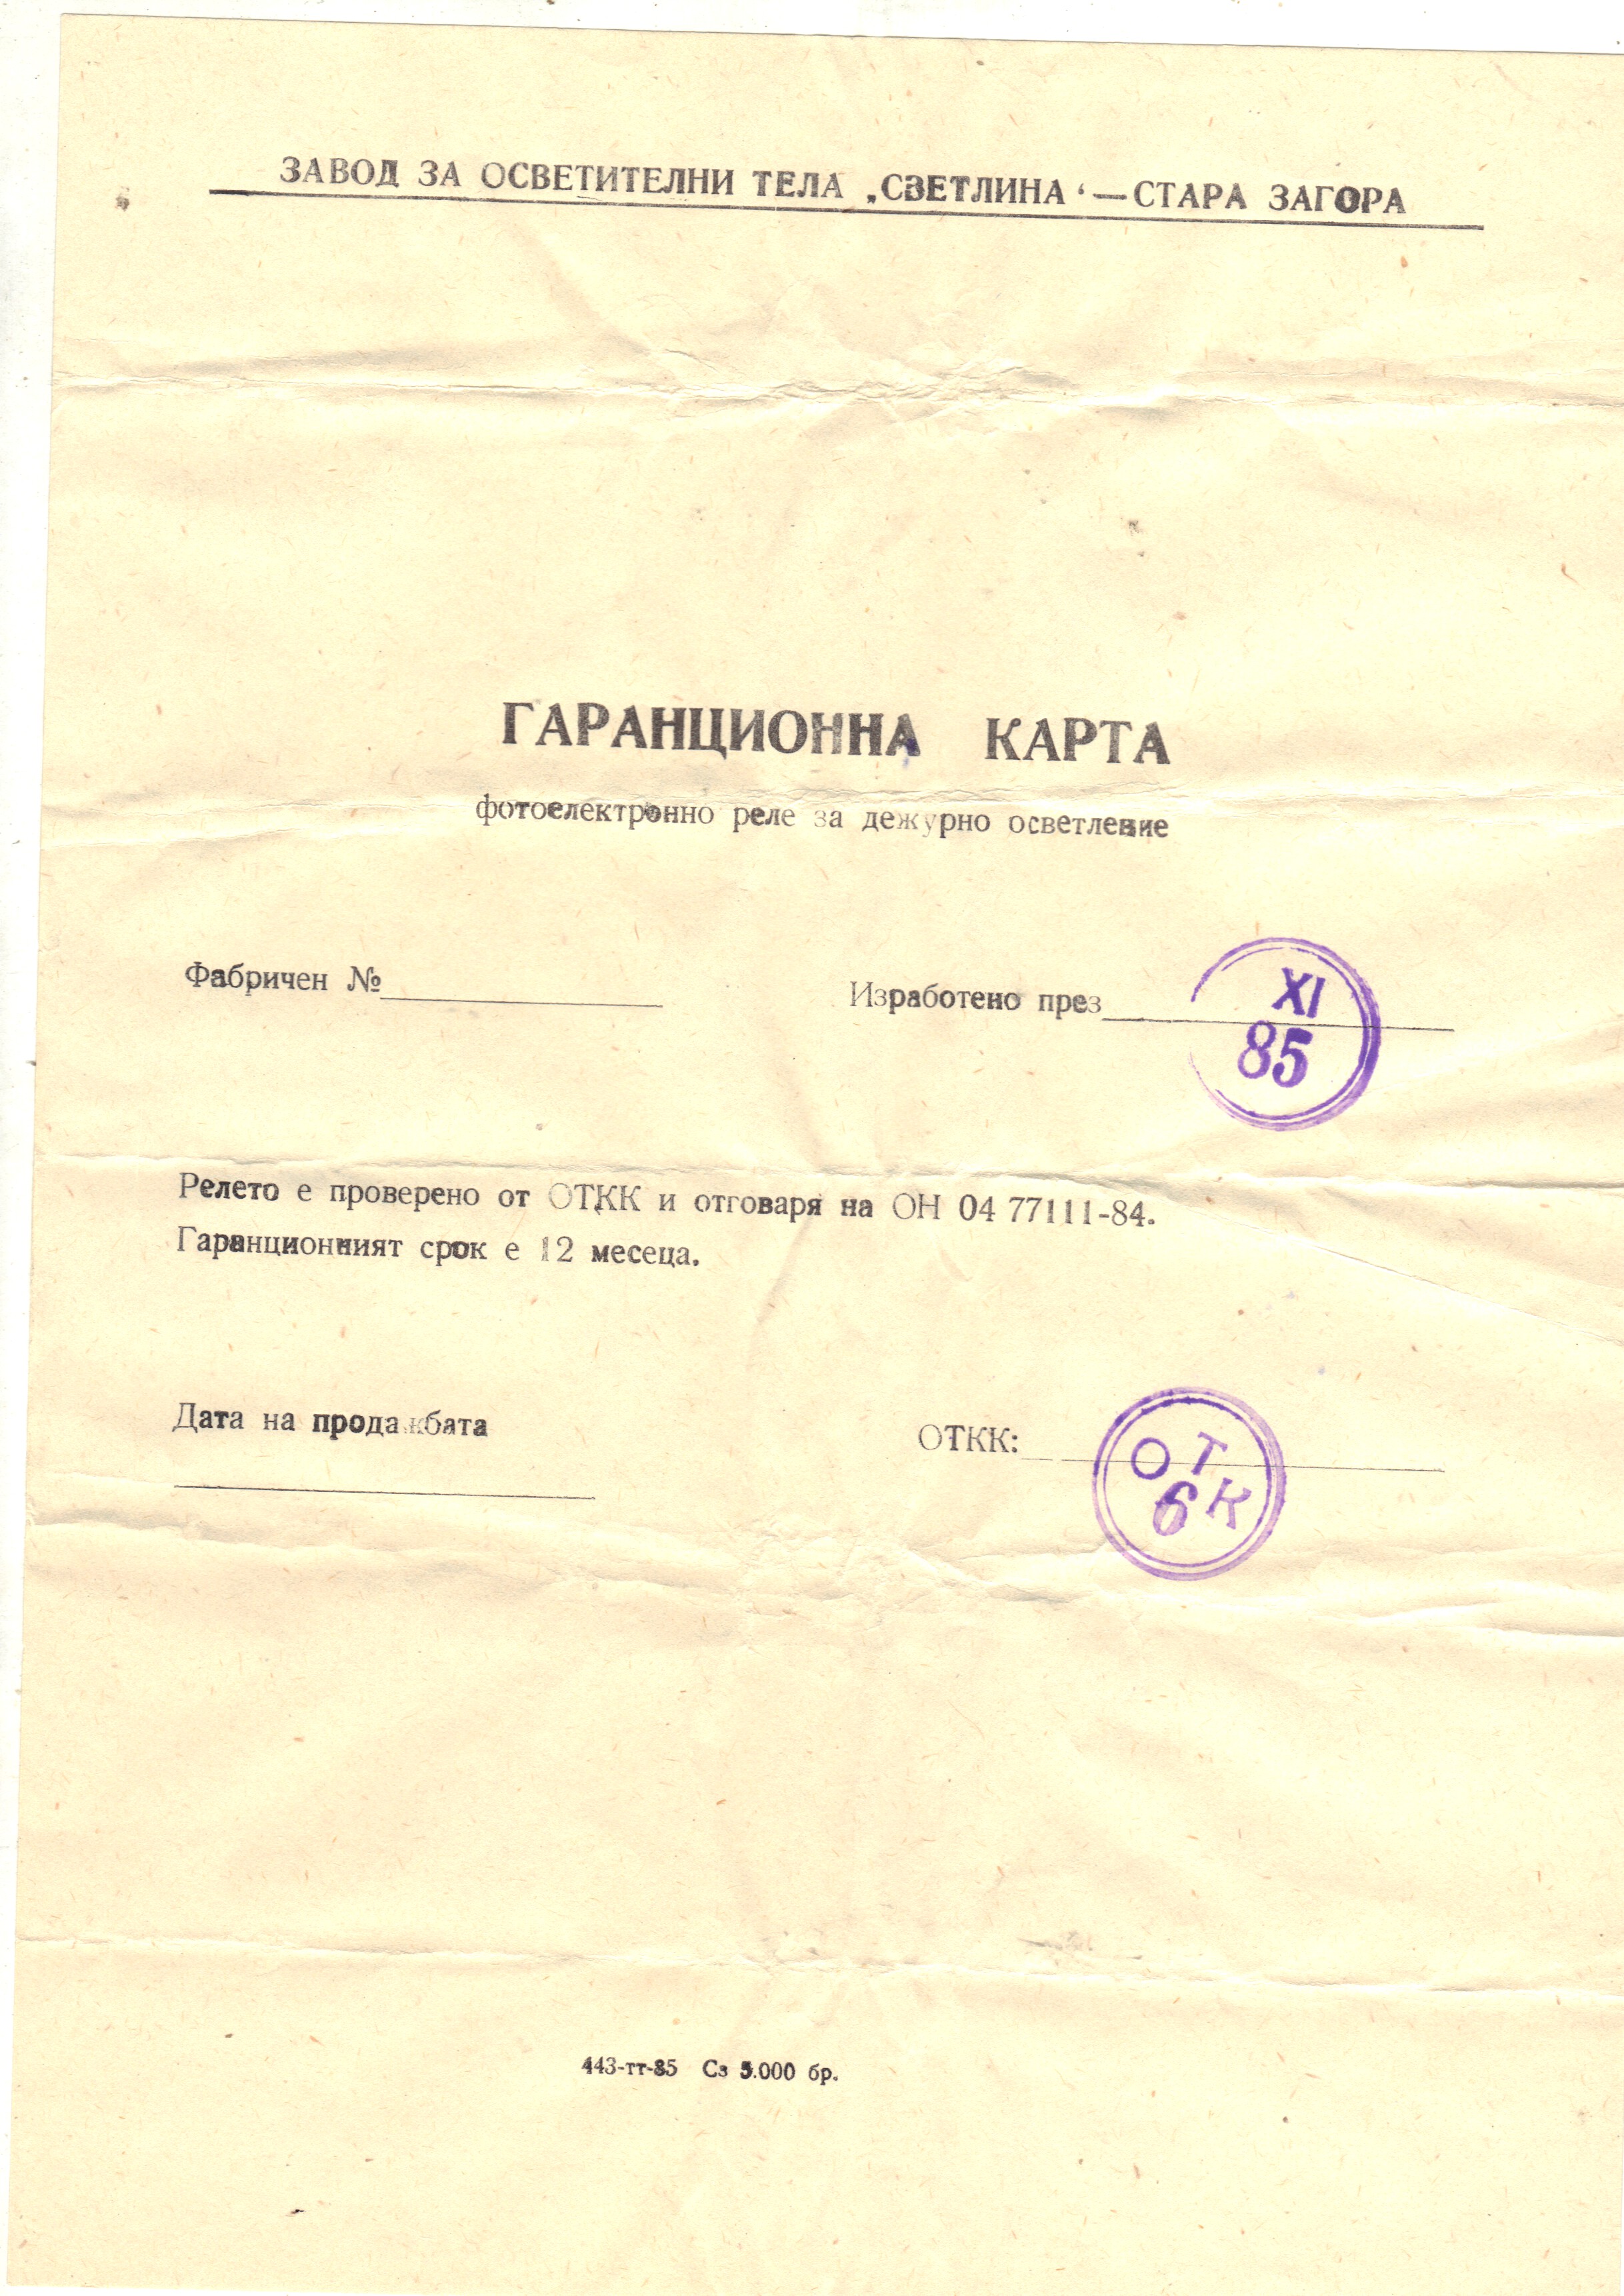 ЗАВОД ЗА ОСВЕТИТЕЛНИ ТЕЛА „СВЕТЛИНА‘ — СТАРА ЗАГОРА
ГАРАНЦИОННА КАРТА
фотоелектронно реле за дежурно осветление
Фабричен №
Изработено през
XI
85
Релето е проверено от ОТКК и отговаря на ОН 04 77111-84.
Гаранционният срок е 12 месеца.
Дата на продажбата
ОТКК:
ОТК
6
443-тт-85 Сз 5.000 бр.